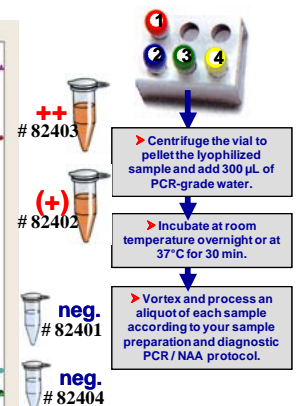 1
2 3 4
++
# 82403
➤ Centrifuge the vial to
pellet the lyophilized
sample and add 300 µL of
PCR-grade water.
(+)
# 82402
➤ Incubate at room
temperature overnight or at
37°C for 30 min.
neg.
# 82401
➤ Vortex and process an
aliquot of each sample
according to your sample
preparation and diagnostic
PCR / NAA protocol.
neg.
# 82404